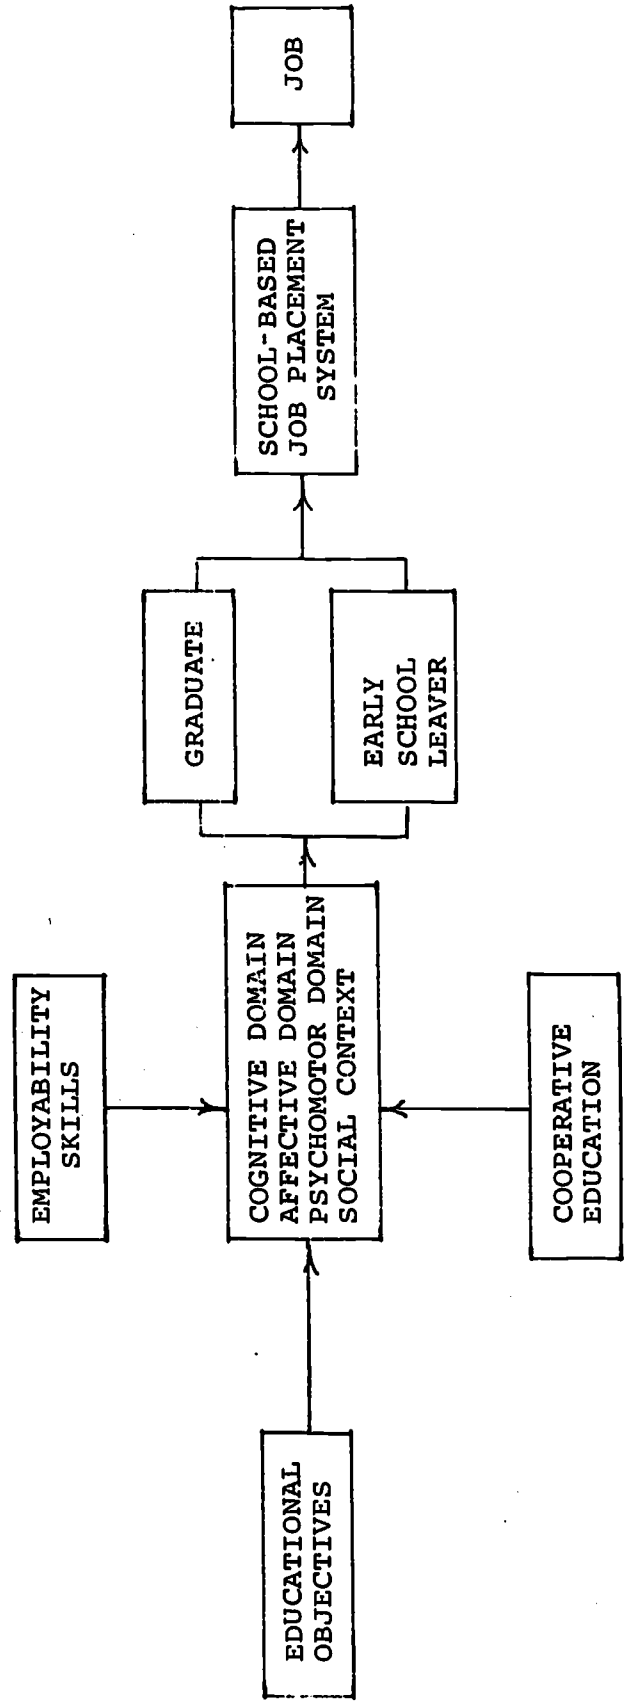 EDUCATIONAL
OBJECTIVES
EMPLOYABILITY
SKILLS
COGNITIVE DOMAIN
AFFECTIVE DOMAIN
PSYCHOMOTOR DOMAIN
SOCIAL CONTEXT
COOPERATIVE
EDUCATION
GRADUATE
EARLY
SCHOOL
LEAVER
SCHOOL-BASED
JOB PLACEMENT
SYSTEM
JOB